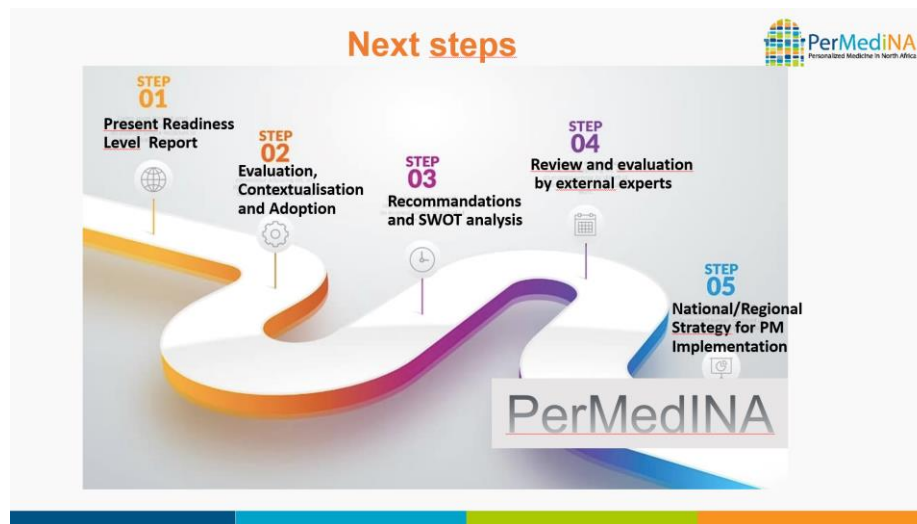 Next steps
PerMediNA
Personalized Medicine in North Africa
STEP
01
Present Readiness
Level Report
STEP
02
Evaluation,
Contextualisation
and Adoption
STEP
03
Recommandations
and SWOT analysis
STEP
04
Review and evaluation
by external experts
STEP
05
National/Regional
Strategy for PM
Implementation
PerMedINA